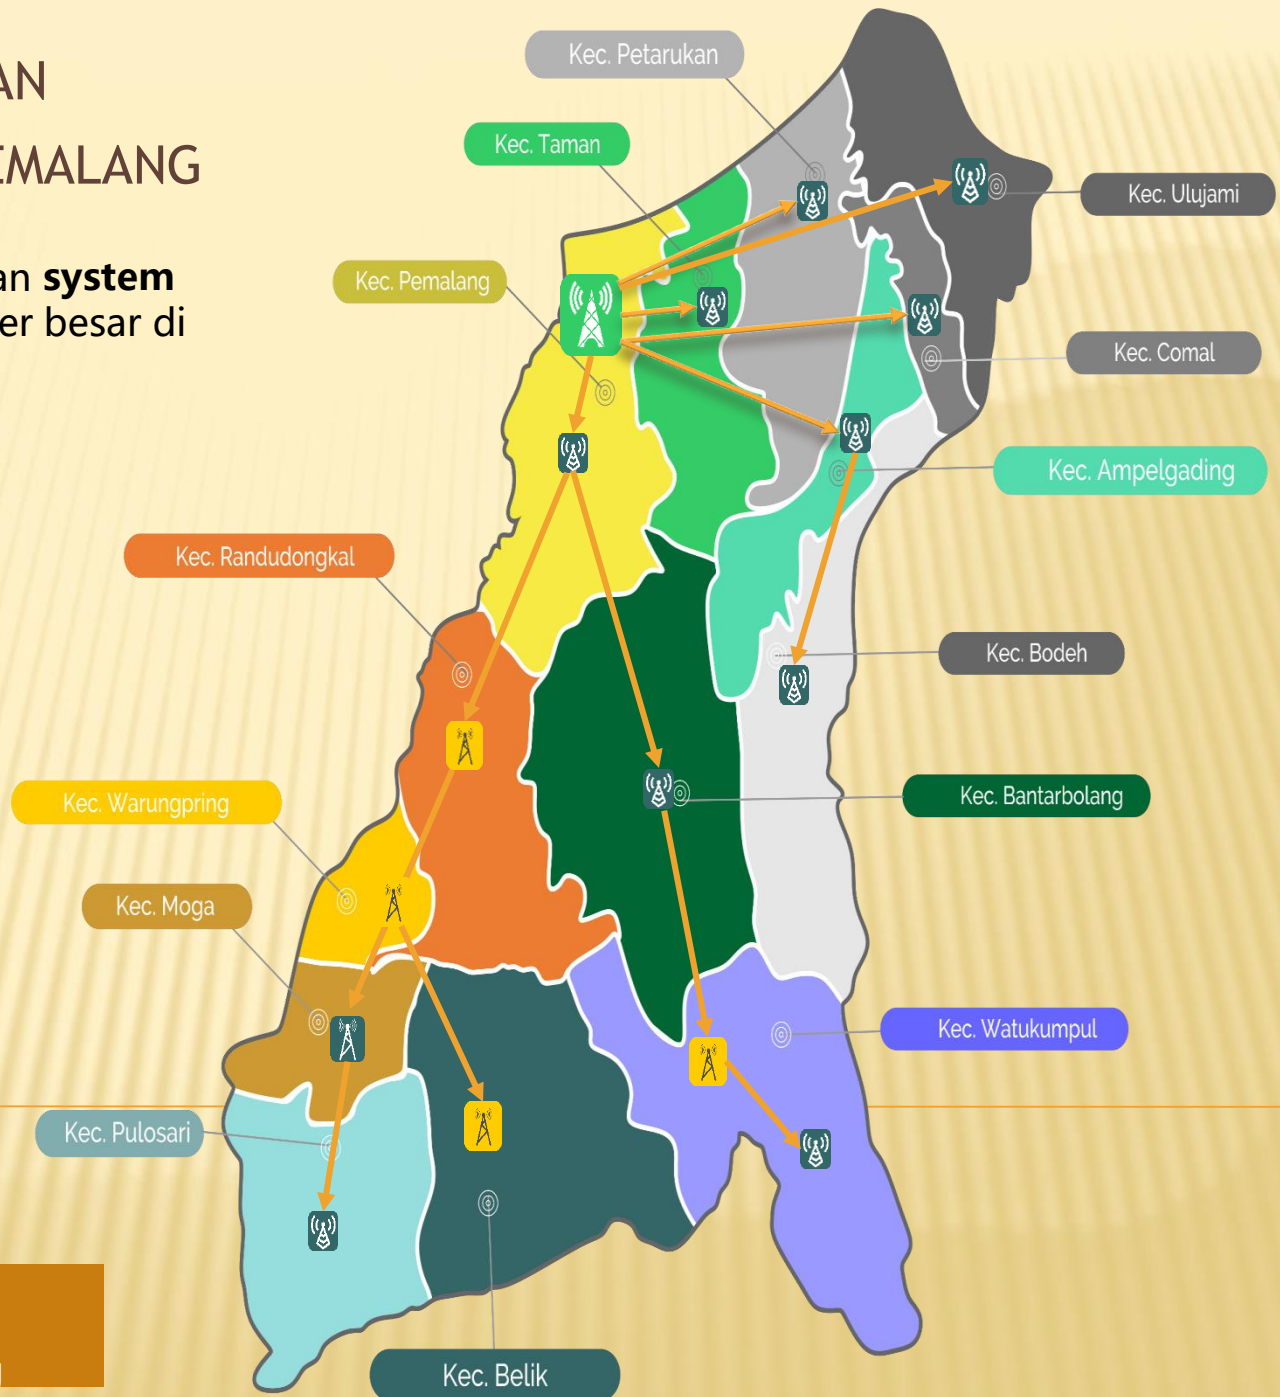 AN
EMALANG
an system
er besar di
Kec. Petarukan
Kec. Taman
Kec. Ulujami
Kec. Pemalang
Kec. Comal
Kec. Ampelgading
Kec. Randudongkal
Kec. Bodeh
Kec. Warungpring
Kec. Bantarbolang
Kec. Moga
Kec. Watukumpul
Kec. Pulosari
Kec. Belik